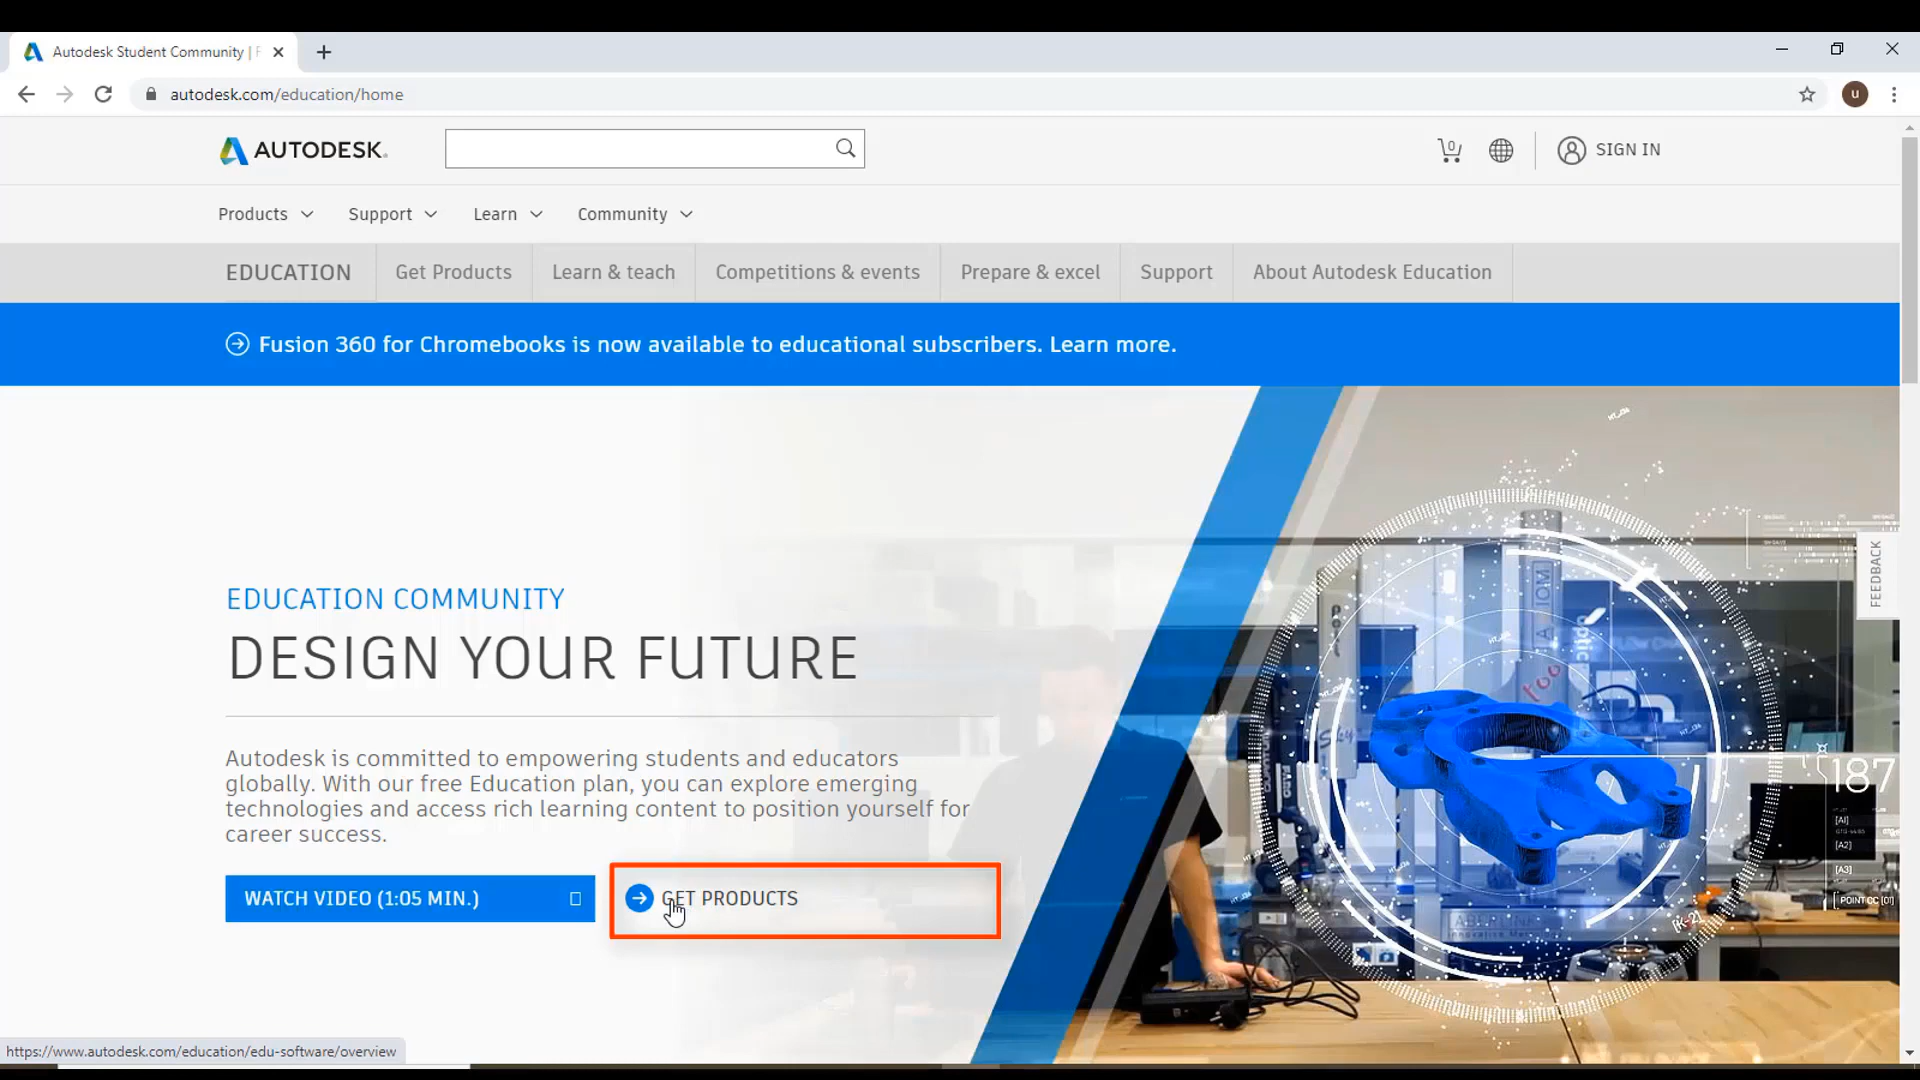 Autodesk Student Community |
autodesk.com/education/home
u
AUTODESK
0
SIGN IN
Products
Support
Learn
Community
EDUCATION
Get Products
Learn & teach
Competitions & events
Prepare & excel
Support
About Autodesk Education
Fusion 360 for Chromebooks is now available to educational subscribers. Learn more.
FEEDBACK
EDUCATION COMMUNITY
DESIGN YOUR FUTURE
Autodesk is committed to empowering students and educators
globally. With our free Education plan, you can explore emerging
technologies and access rich learning content to position yourself for
career success.
187
[A2]
[A3]
WATCH VIDEO (1:05 MIN.)
GET PRODUCTS
https://www.autodesk.com/education/edu-software/overview